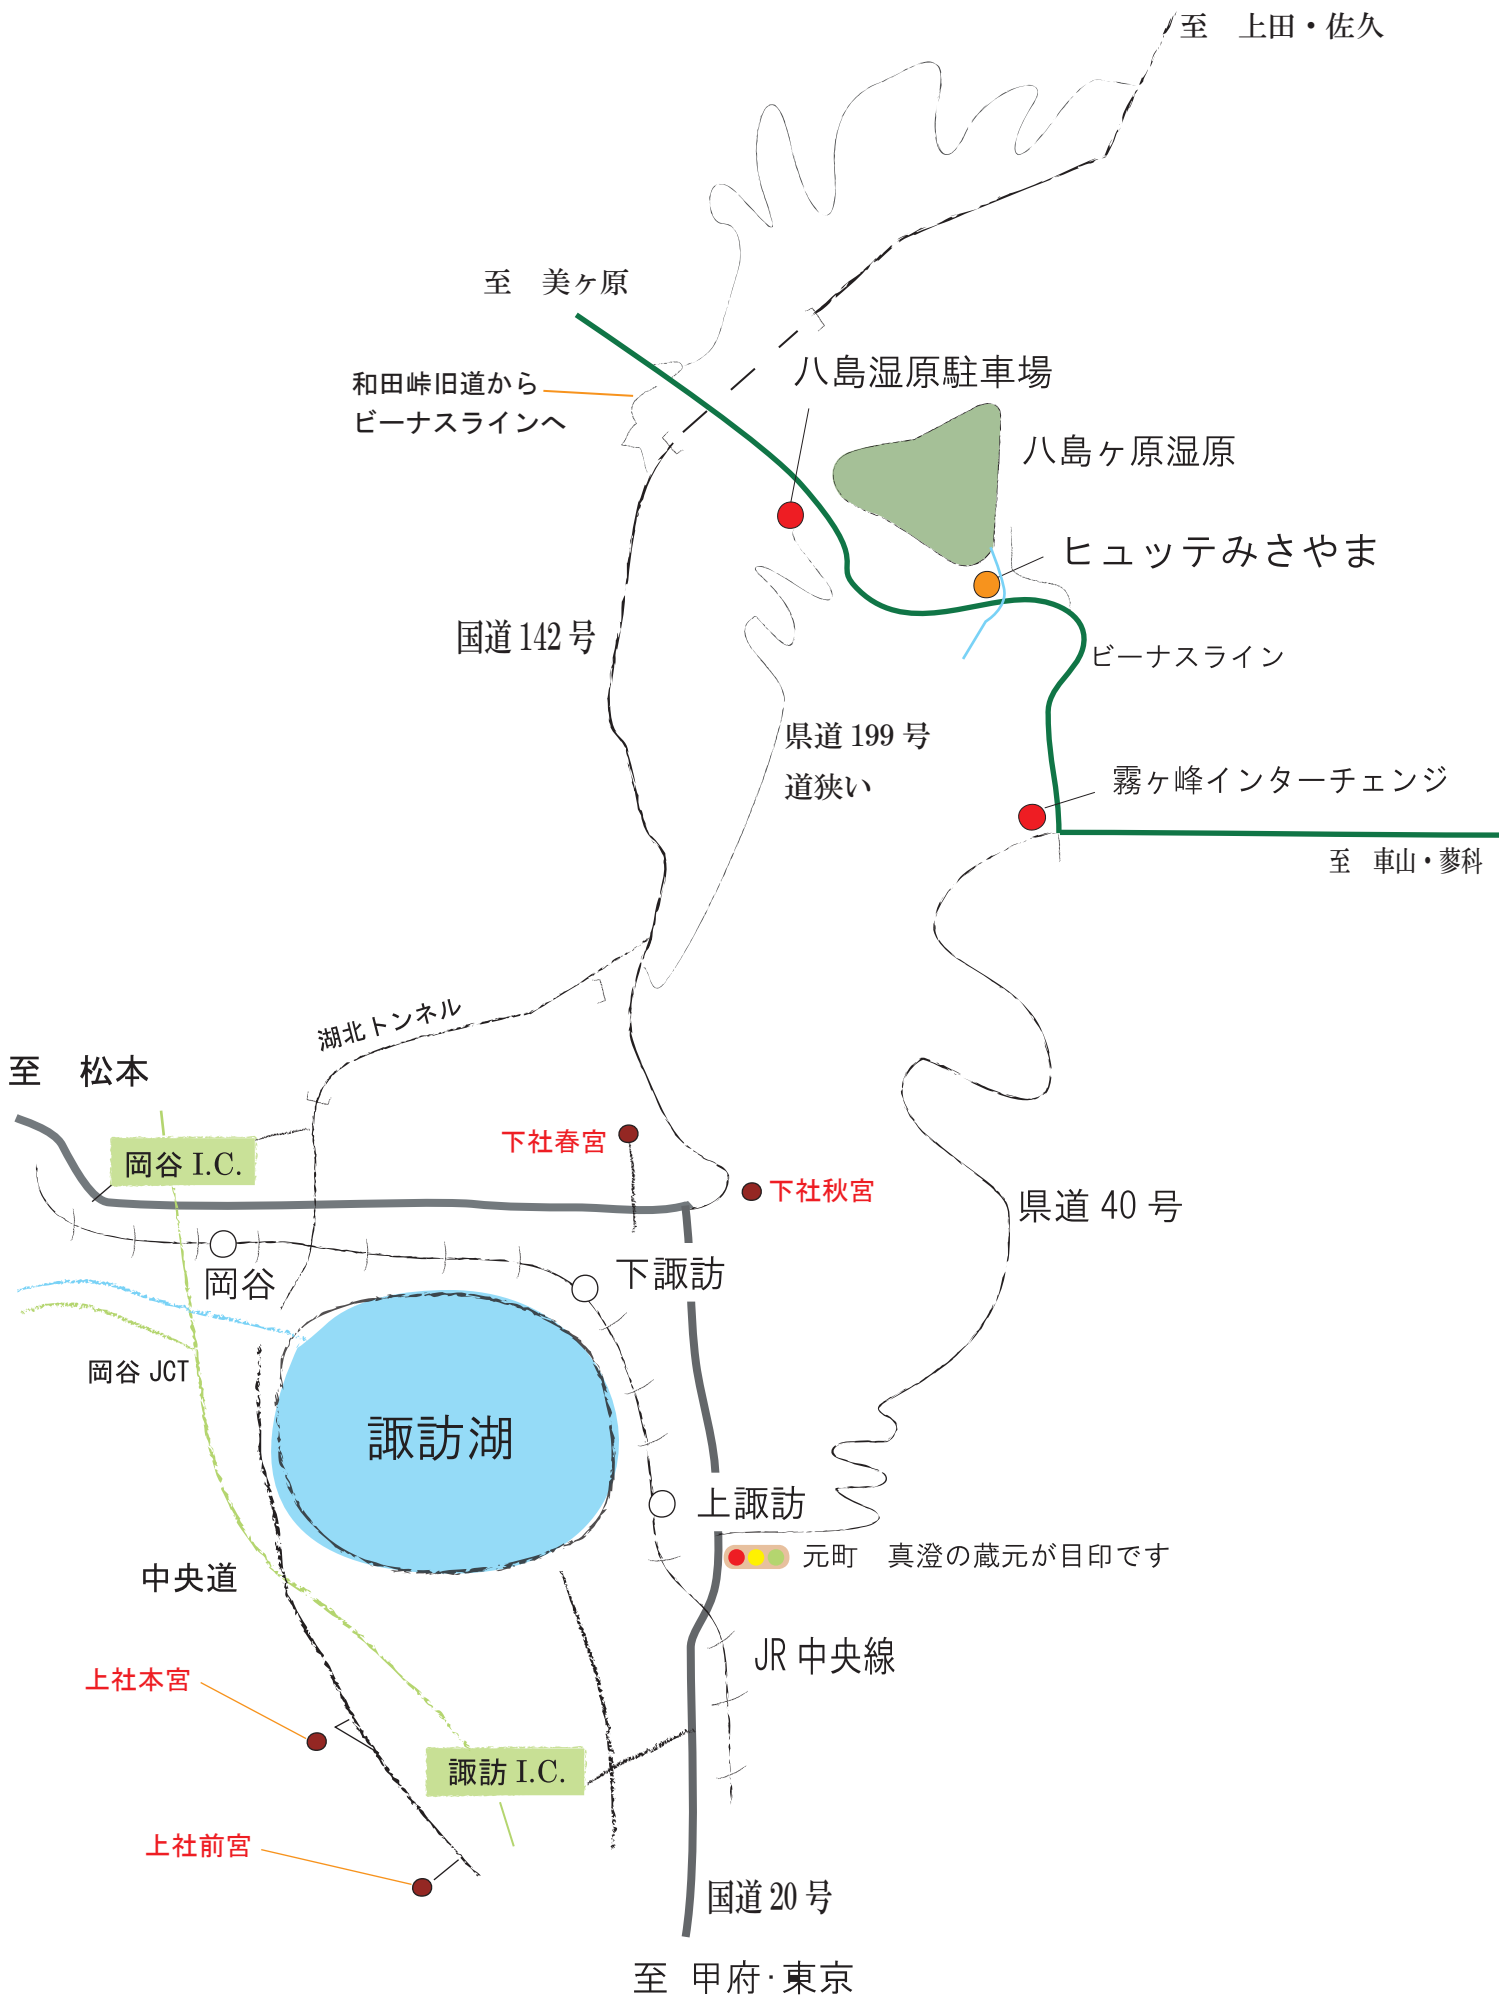 至　上田・佐久
至　美ヶ原
八島湿原駐車場
和田峠旧道から
ビーナスラインへ
八島ヶ原湿原
ヒュッテみさやま
国道 142 号
ビーナスライン
県道 199 号
道狭い
霧ヶ峰インターチェンジ
至　車山・蓼科
湖北トンネル
至　松本
下社春宮
岡谷 I.C.
下社秋宮
県道 40 号
岡谷
下諏訪
岡谷 JCT
諏訪湖
上諏訪
元町　真澄の蔵元が目印です
中央道
JR 中央線
上社本宮
諏訪 I.C.
上社前宮
国道 20 号
至　甲府・東京